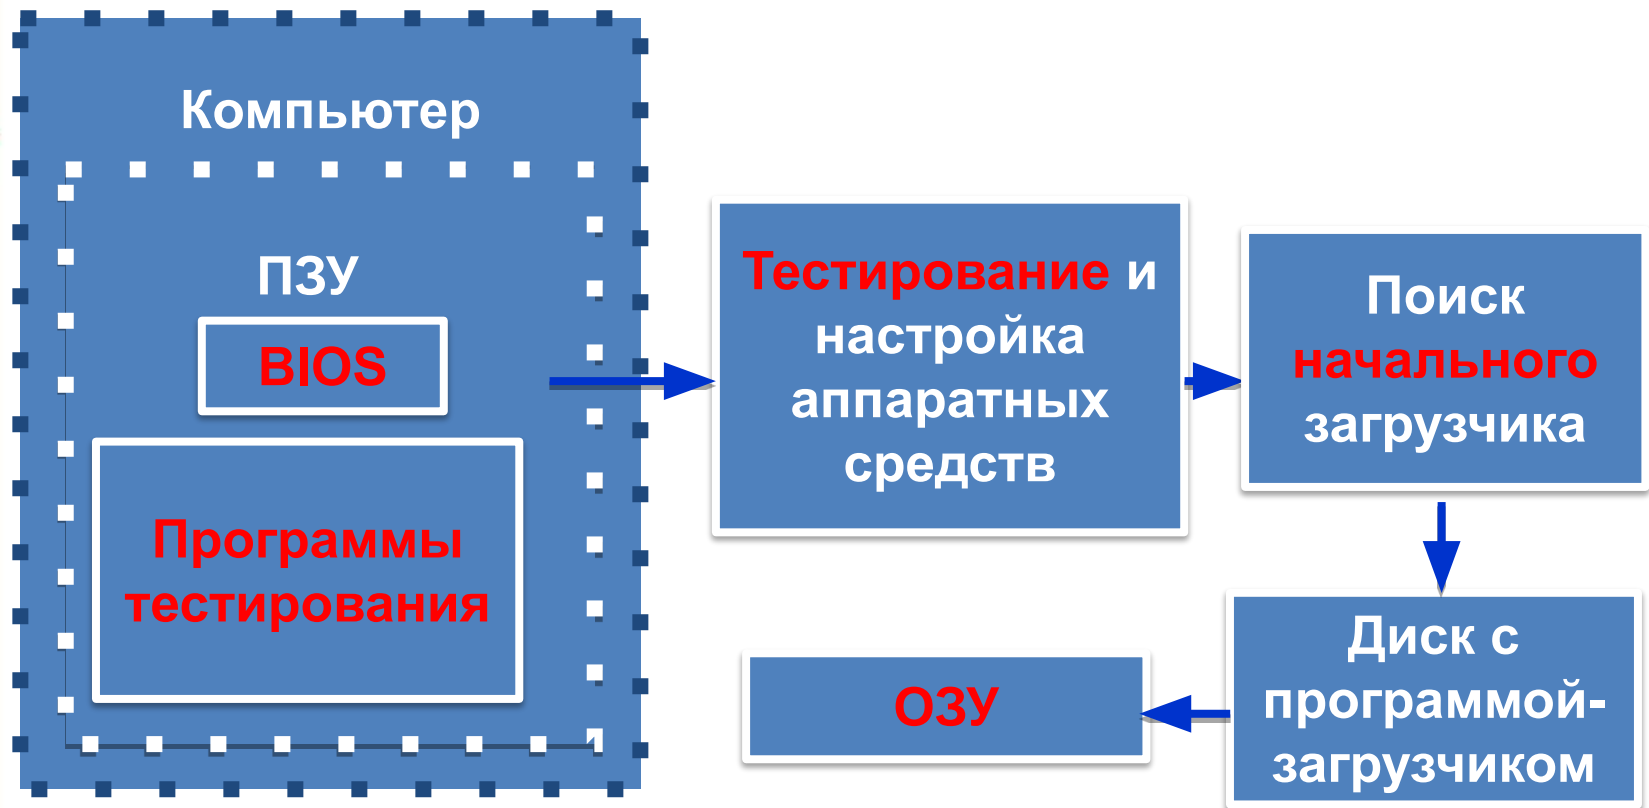 Компьютер
ПЗУ
BIOS
Программы
тестирования
Тестирование и
настройка
аппаратных
средств
Поиск
начального
загрузчика
Диск с
программой-
загрузчиком
ОЗУ